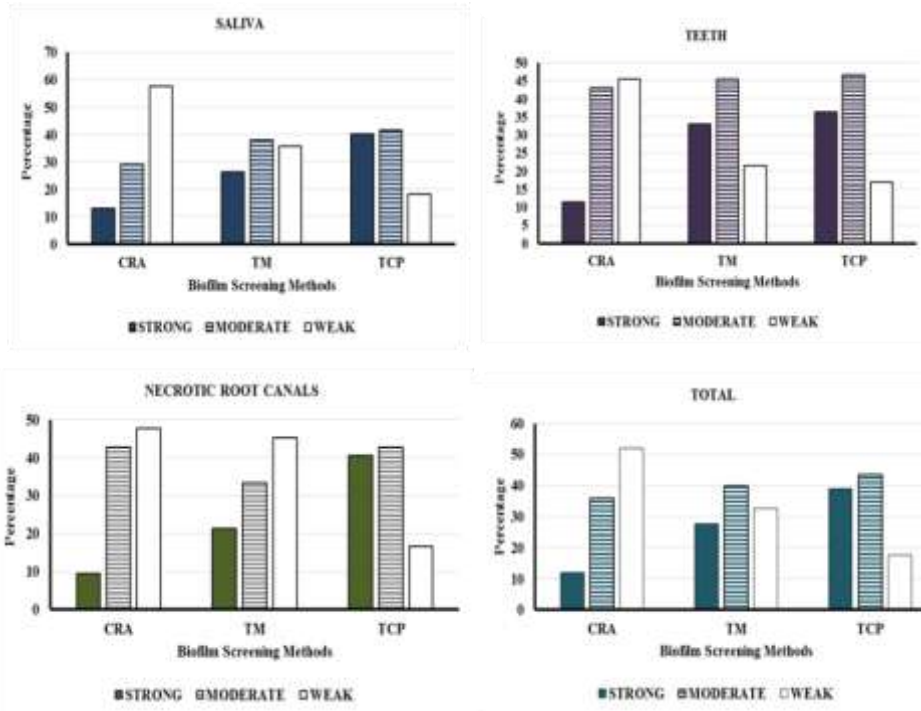 SALIVA
Percentage
70
60
50
40
30
20
10
0
CRA TM TCP
Biofilm Screening Methods
STRONG MODERATE WEAK
TEETH
Percentage
50
45
40
35
30
25
20
15
10
5
0
CRA TM TCP
Biofilm Screening Methods
STRONG MODERATE WEAK
NECROTIC ROOT CANALS
Percentage
50
40
30
20
10
0
CRA TM TCP
Biofilm Screening Methods
STRONG MODERATE WEAK
TOTAL
Percentage
60
50
40
30
20
10
0
CRA TM TCP
Biofilm Screening Methods
STRONG MODERATE WEAK